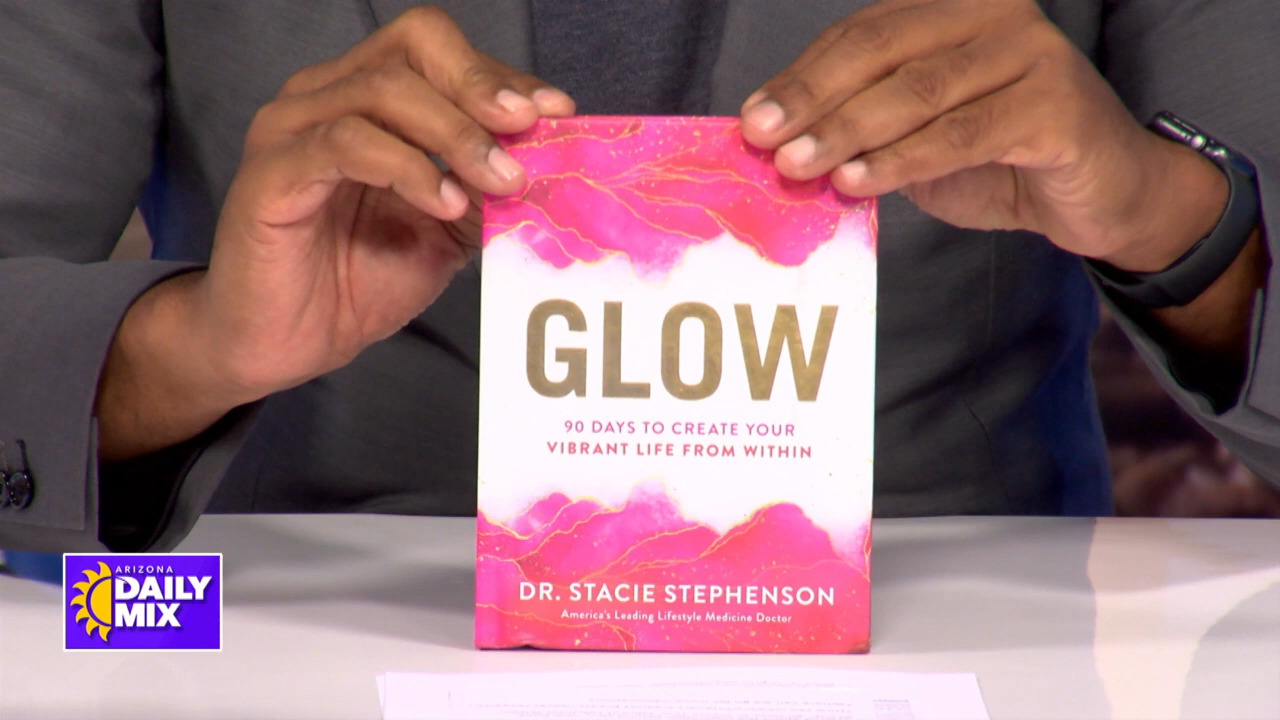 GLOW
90 DAYS TO CREATE YOUR
VIBRANT LIFE FROM WITHIN
DR. STACIE STEPHENSON
America's Leading Lifestyle Medicine Doctor
ARIZONA
DAILY
MIX